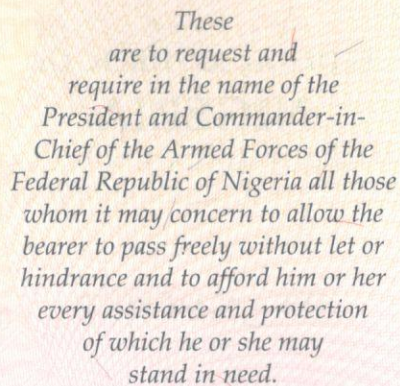 These
are to request and
require in the name of the
President and Commander-in-
Chief of the Armed Forces of the
Federal Republic of Nigeria all those
whom it may concern to allow the
bearer to pass freely without let or
hindrance and to afford him or her
every assistance and protection
of which he or she may
stand in need.